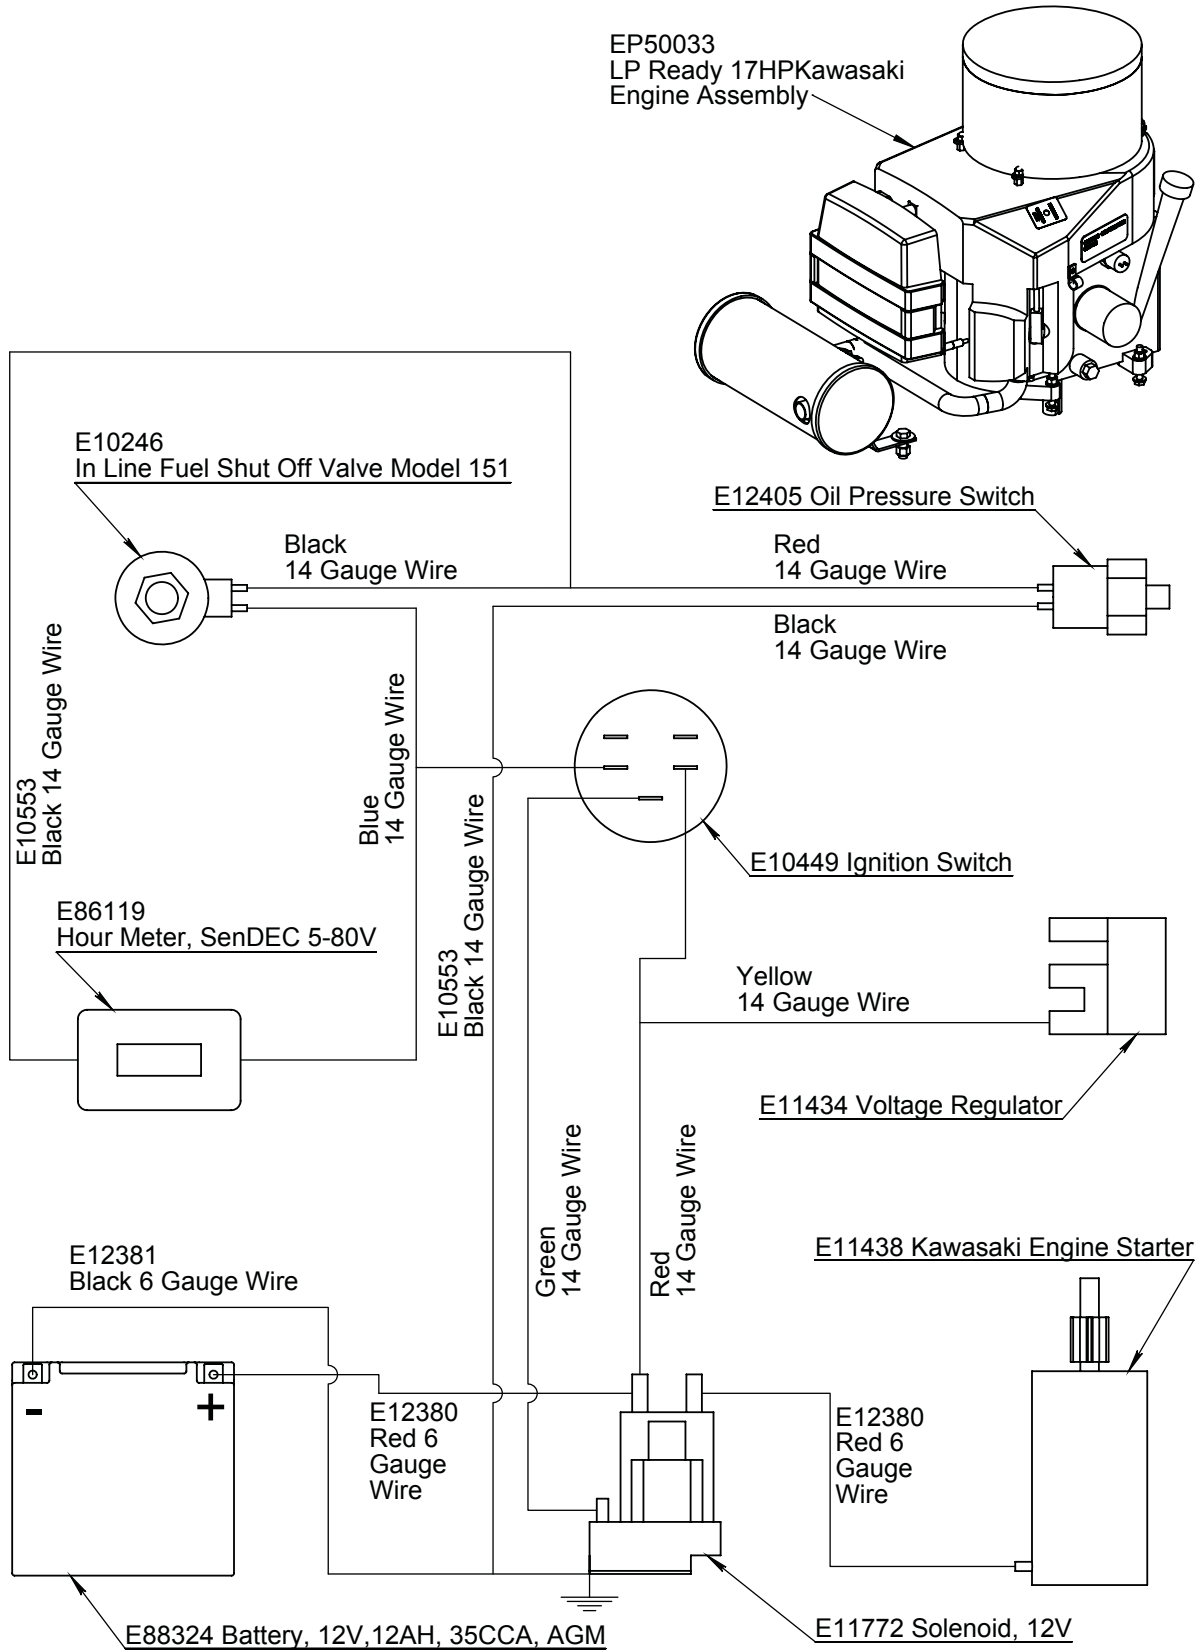 EP50033
LP Ready 17HPKawasaki
Engine Assembly
E10246
In Line Fuel Shut Off Valve Model 151
E12405 Oil Pressure Switch
Black
14 Gauge Wire
Red
14 Gauge Wire
Black
14 Gauge Wire
E10553
Black 14 Gauge Wire
Blue
14 Gauge Wire
E10449 Ignition Switch
E86119
Hour Meter, SenDEC 5-80V
E10553
Black 14 Gauge Wire
Yellow
14 Gauge Wire
E11434 Voltage Regulator
Green
14 Gauge Wire
Red
14 Gauge Wire
E12381
Black 6 Gauge Wire
E11438 Kawasaki Engine Starter
-
+
E12380
Red 6
Gauge
Wire
E12380
Red 6
Gauge
Wire
E88324 Battery, 12V,12AH, 35CCA, AGM
E11772 Solenoid, 12V